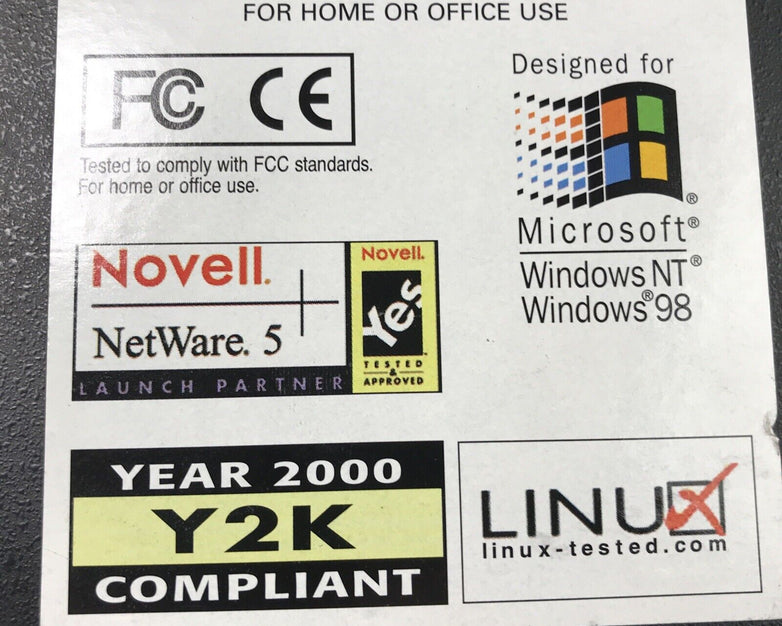 FOR HOME OR OFFICE USE
FC CE
Tested to comply with FCC standards.
For home or office use.
Designed for
®
Microsoft®
Windows NT®
Windows®98
Novell.
NetWare. 5
LAUNCH PARTNER
Novell.
Yes
TESTED
&
APPROVED™
YEAR 2000
Y2K
COMPLIANT
LINUX
linux-tested.com